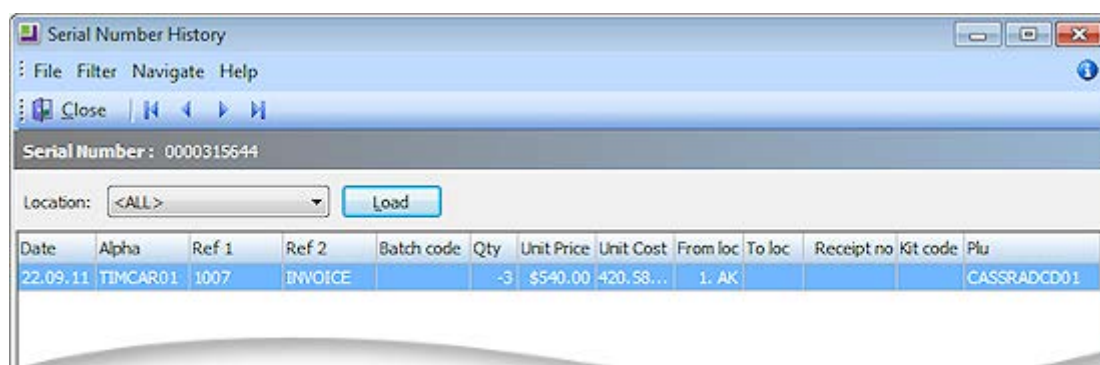 Serial Number History
File Filter Navigate Help
Close
Serial Number : 0000315644
Location: <ALL> Load
Date Alpha Ref 1 Ref 2 Batch code Qty Unit Price Unit Cost From loc To loc Receipt no Kit code Plu
22.09.11 TIMCAR01 1007 INVOICE -3 $540.00 420.58... 1. AK CASSRADCD01